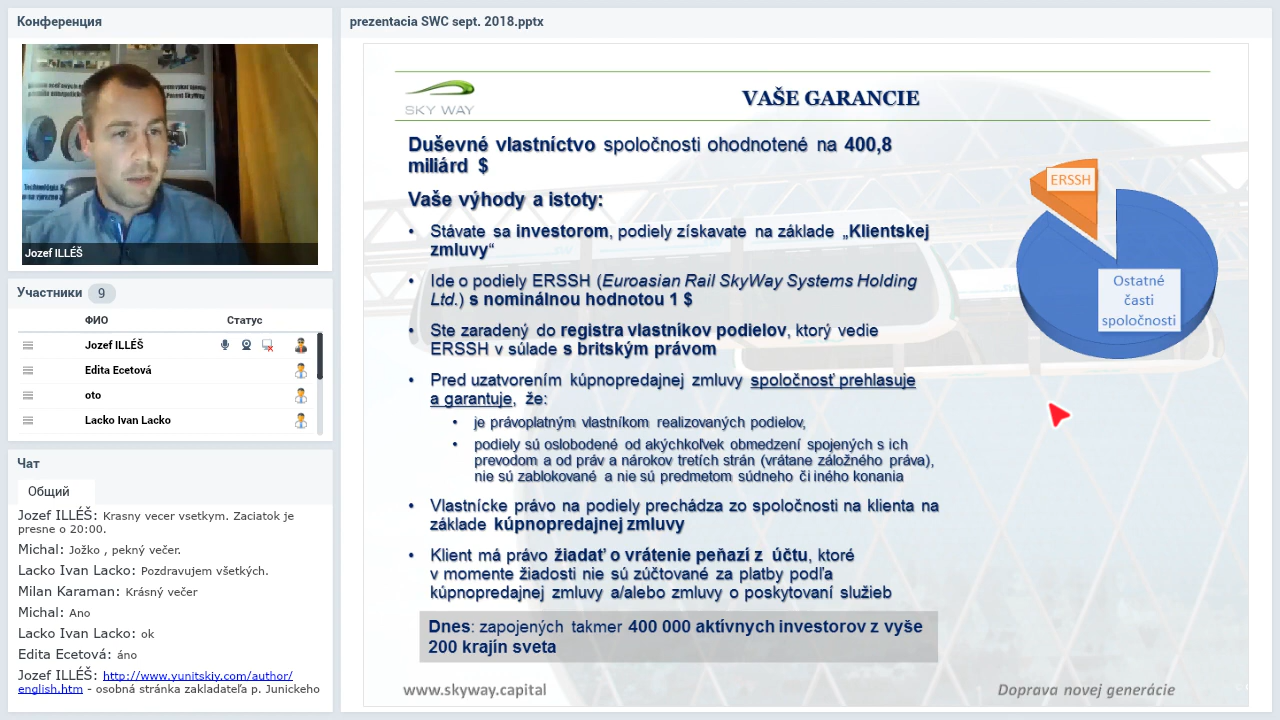 Конференция
Jozef ILLÉŠ
Участники 9
ФИО Статус
Jozef ILLÉŠ
Edita Ecetová
oto
Lacko Ivan Lacko
Чат
Общий
Jozef ILLÉŠ: Krasny vecer vsetkym. Zaciatok je
presne o 20:00.
Michal: Jožko , pekný večer.
Lacko Ivan Lacko: Pozdravujem všetkých.
Milan Karaman: Krásný večer
Michal: Ano
Lacko Ivan Lacko: ok
Edita Ecetová: áno
Jozef ILLÉŠ: http://www.yunitskiy.com/author/
english.htm - osobná stránka zakladateľa p. Junického
prezentacia SWC sept. 2018.pptx
SKY WAY
VAŠE GARANCIE
Duševné vlastníctvo spoločnosti ohodnotené na 400,8
miliárd $
Vaše výhody a istoty:
• Stávate sa investorom, podiely získavate na základe „Klientskej
zmluvy“
• Ide o podiely ERSSH (Euroasian Rail SkyWay Systems Holding
Ltd.) s nominálnou hodnotou 1 $
• Ste zaradený do registra vlastníkov podielov, ktorý vedie
ERSSH v súlade s britským právom
• Pred uzatvorením kúpnopredajnej zmluvy spoločnosť prehlasuje
a garantuje, že:
• je právoplatným vlastníkom realizovaných podielov,
• podiely sú oslobodené od akýchkoľvek obmedzení spojených s ich
prevodom a od práv a nárokov tretích strán (vrátane záložného práva),
nie sú zablokované a nie sú predmetom súdneho či iného konania
• Vlastnícke právo na podiely prechádza zo spoločnosti na klienta na
základe kúpnopredajnej zmluvy
• Klient má právo žiadať o vrátenie peňazí z účtu, ktoré
v momente žiadosti nie sú zúčtované za platby podľa
kúpnopredajnej zmluvy a/alebo zmluvy o poskytovaní služieb
Dnes: zapojených takmer 400 000 aktívnych investorov z vyše
200 krajín sveta
ERSSH
Ostatné
časti
spoločnosti
www.skyway.capital
Doprava novej generácie